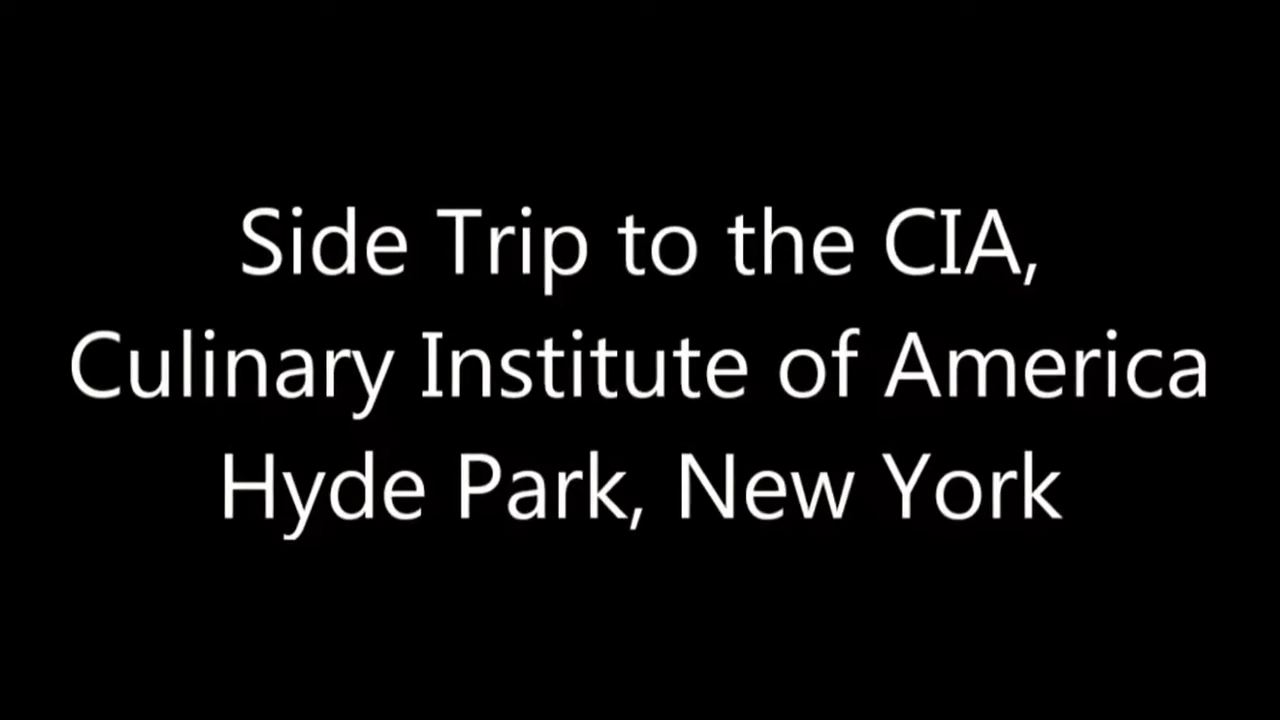 Side Trip to the CIA,
Culinary Institute of America
Hyde Park, New York